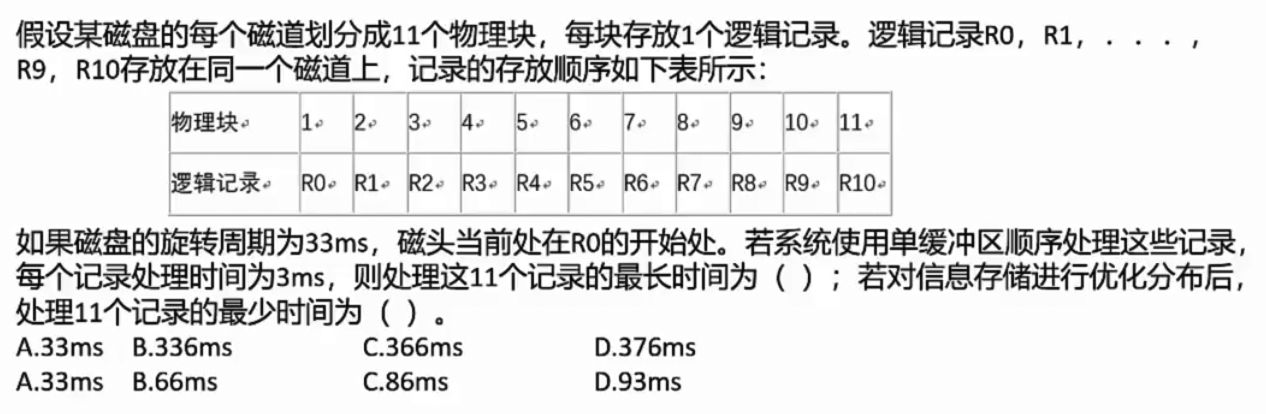 假设某磁盘的每个磁道划分成11个物理块，每块存放1个逻辑记录。逻辑记录R0，R1，．．．，
R9，R10存放在同一个磁道上，记录的存放顺序如下表所示：
物理块 1 2 3 4 5 6 7 8 9 10 11
逻辑记录 R0 R1 R2 R3 R4 R5 R6 R7 R8 R9 R10
如果磁盘的旋转周期为33ms，磁头当前处在R0的开始处。若系统使用单缓冲区顺序处理这些记录，
每个记录处理时间为3ms，则处理这11个记录的最长时间为（ ）；若对信息存储进行优化分布后，
处理11个记录的最少时间为（ ）。
A.33ms B.336ms C.366ms D.376ms
A.33ms B.66ms C.86ms D.93ms